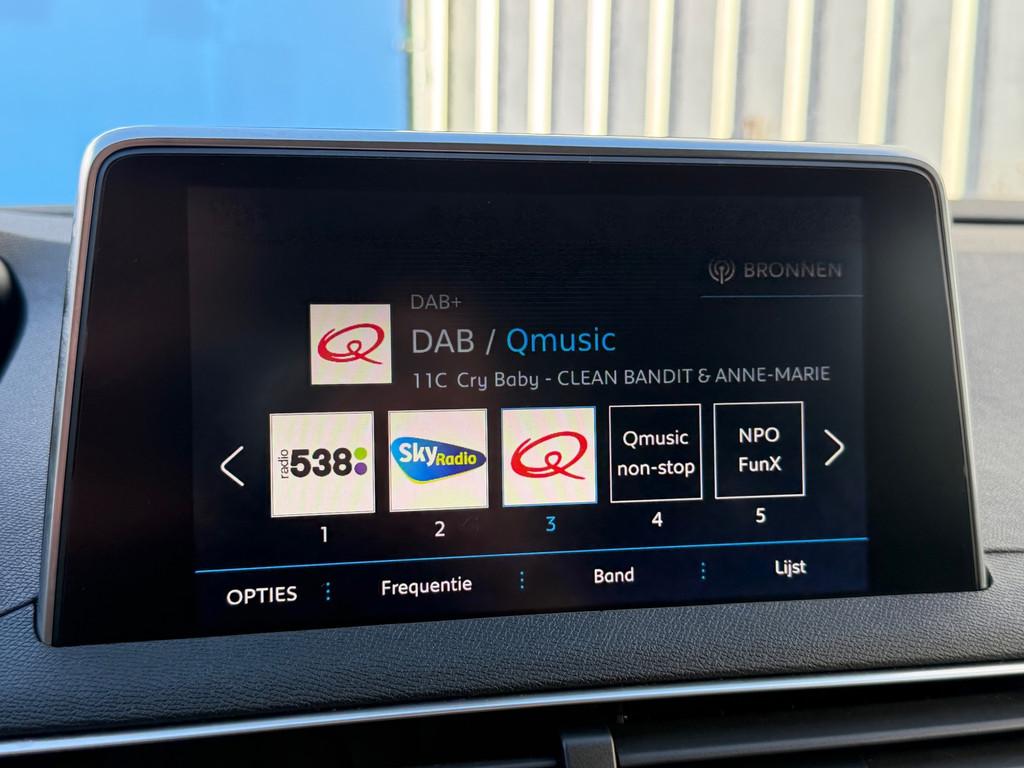 BRONNEN
DAB+
DAB / Qmusic
11C Cry Baby - CLEAN BANDIT & ANNE-MARIE
radio 538
Sky Radio
Qmusic
non-stop
NPO
FunX
1
2
3
4
5
OPTIES
Frequentie
Band
Lijst